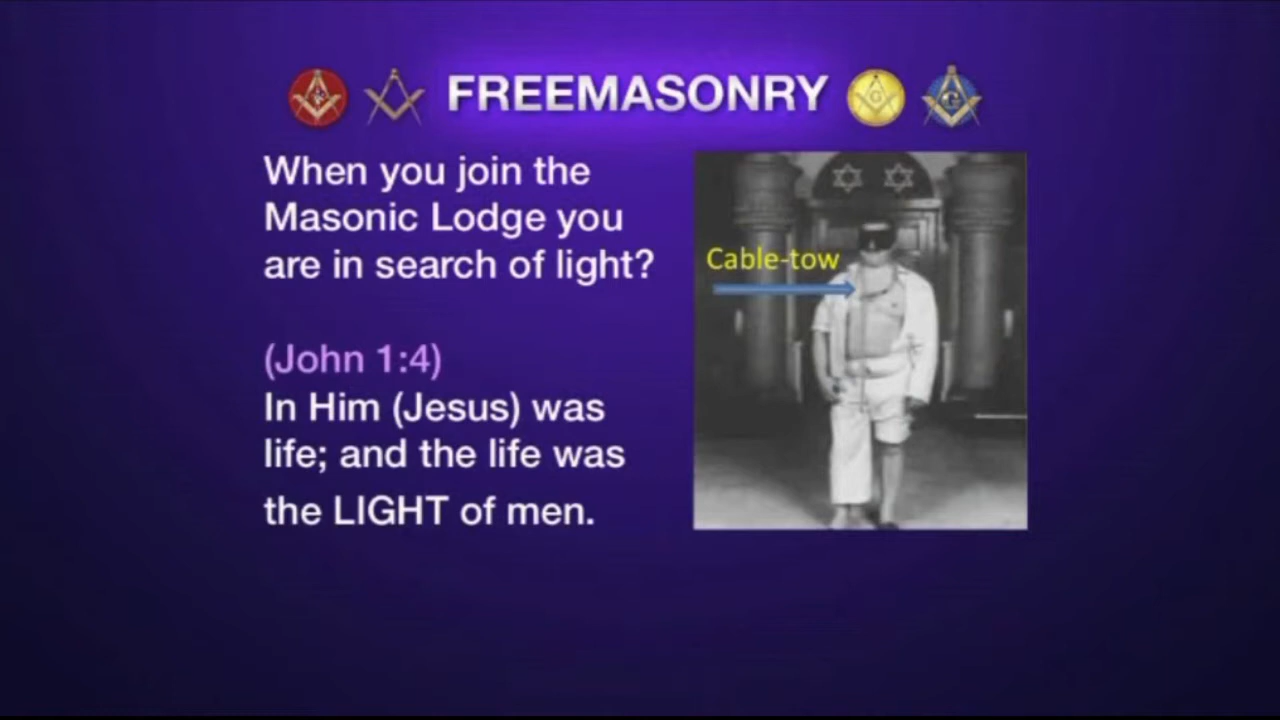 FREEMASONRY
When you join the
Masonic Lodge you
are in search of light?
(John 1:4)
In Him (Jesus) was
life; and the life was
the LIGHT of men.
Cable-tow
G
G